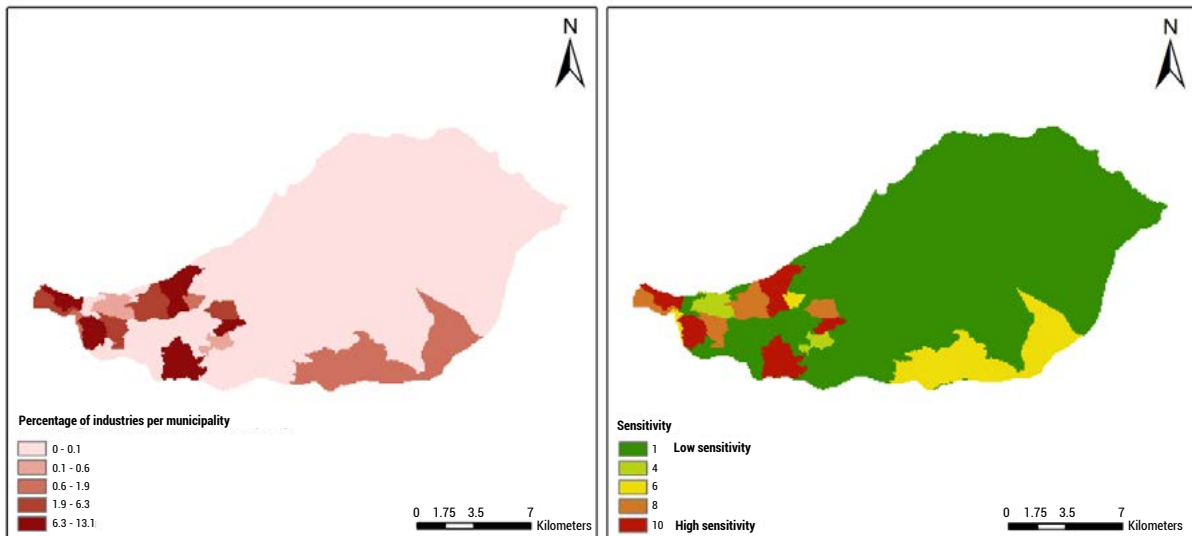 N
Percentage of industries per municipality
0 - 0.1
0.1 - 0.6
0.6 - 1.9
1.9 - 6.3
6.3 - 13.1
0 1.75 3.5 7
Kilometers
N
Sensitivity
1 Low sensitivity
4
6
8
10 High sensitivity
0 1.75 3.5 7
Kilometers